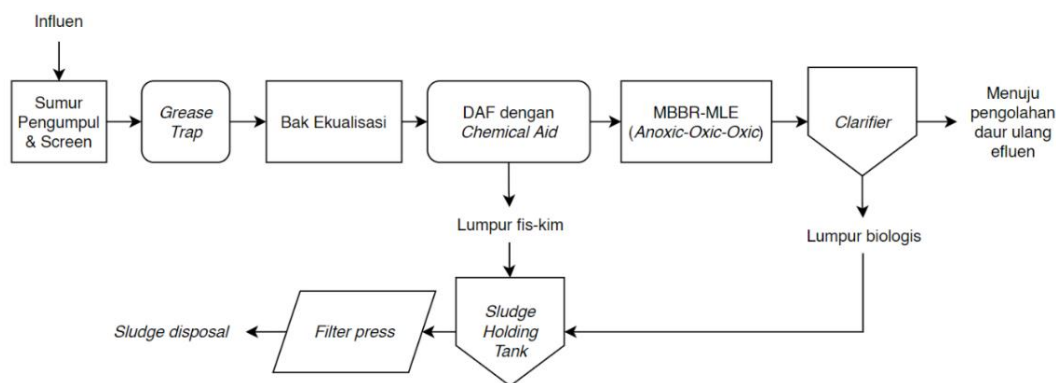 Influen
Sumur
Pengumpul
& Screen
Grease
Trap
Bak Ekualisasi
DAF dengan
Chemical Aid
MBBR-MLE
(Anoxic-Oxic-Oxic)
Clarifier
Menuju
pengolahan
daur ulang
efluen
Lumpur fis-kim
Lumpur biologis
Sludge disposal
Filter press
Sludge
Holding
Tank